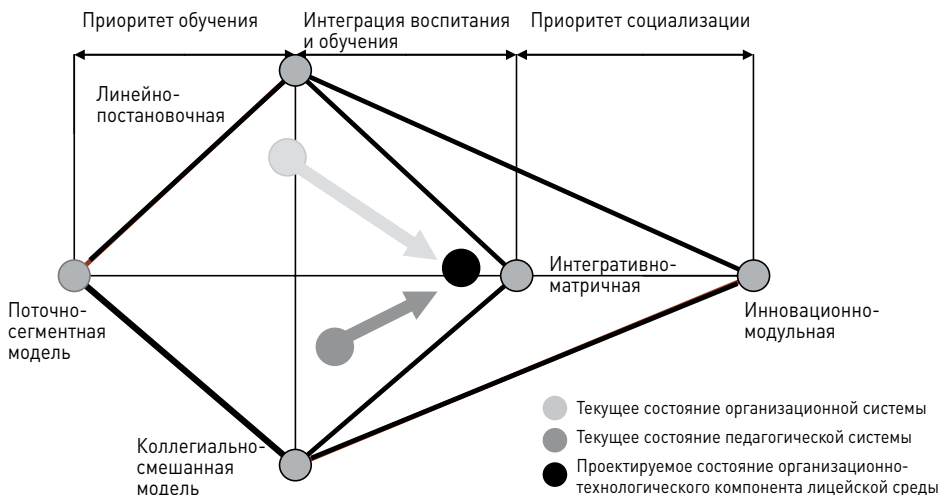 Приоритет обучения
Интеграция воспитания
и обучения
Приоритет социализации
Линейно-
постановочная
Интегративно-
матричная
Поточно-
сегментная
модель
Инновационно-
модульная
Коллегиально-
смешанная
модель
Текущее состояние организационной системы
Текущее состояние педагогической системы
Проектируемое состояние организационно-
технологического компонента лицейской среды